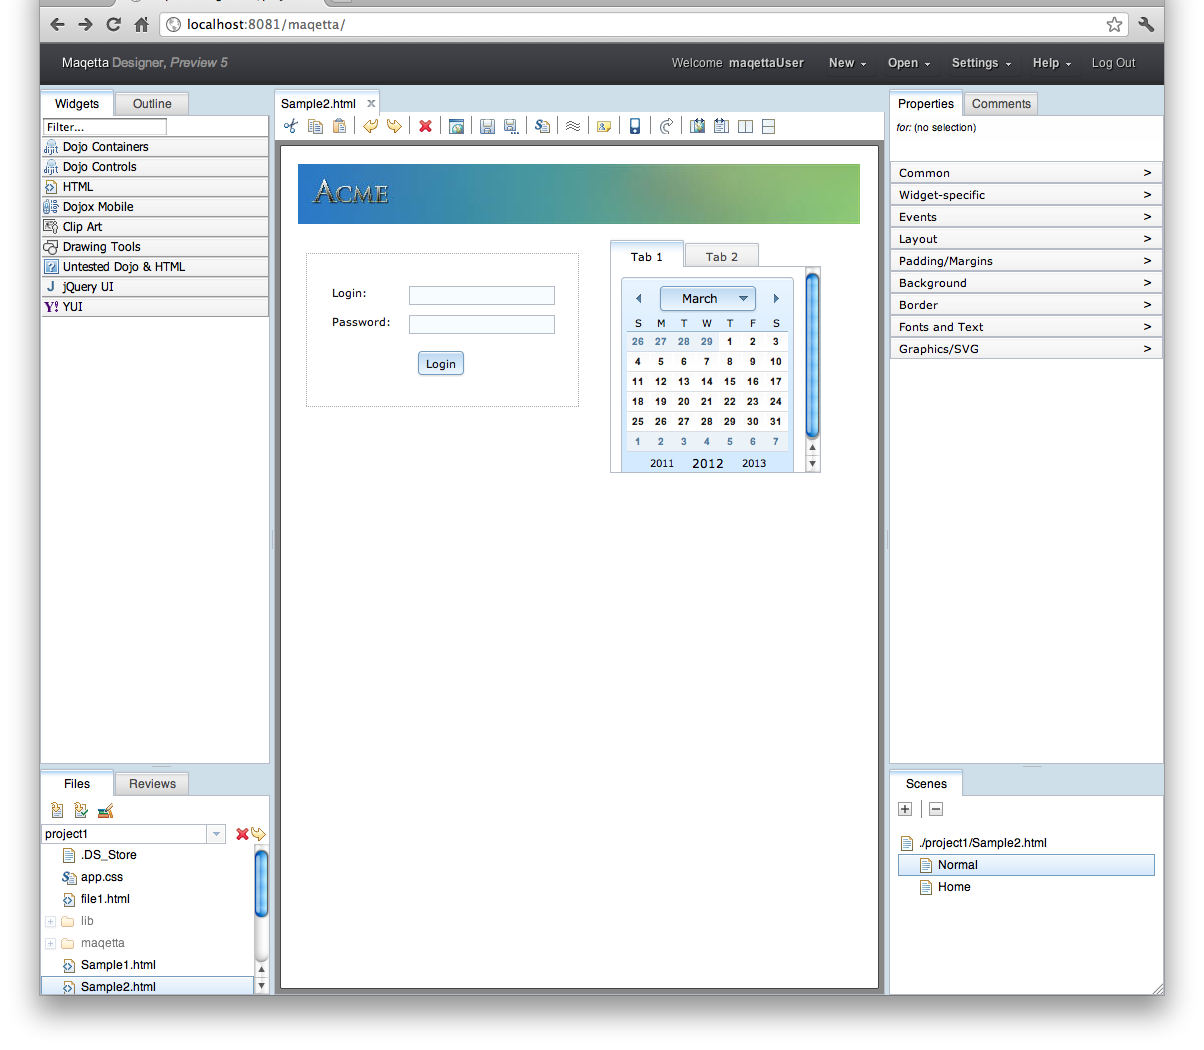 localhost:8081/maqetta/
Maqetta Designer, Preview 5
Welcome maqettaUser
New
Open
Settings
Help
Log Out
Widgets
Outline
Filter...
Dojo Containers
Dojo Controls
HTML
Dojox Mobile
Clip Art
Drawing Tools
Untested Dojo & HTML
jQuery UI
YUI
Sample2.html
ACME
Login:
Password:
Login
Tab 1
Tab 2
March
S M T W T F S
26 27 28 29 1 2 3
4 5 6 7 8 9 10
11 12 13 14 15 16 17
18 19 20 21 22 23 24
25 26 27 28 29 30 31
1 2 3 4 5 6 7
2011 2012 2013
Properties
Comments
for: (no selection)
Common >
Widget-specific >
Events >
Layout >
Padding/Margins >
Background >
Border >
Fonts and Text >
Graphics/SVG >
Files
Reviews
project1
.DS_Store
app.css
file1.html
lib
maqetta
Sample1.html
Sample2.html
Scenes
./project1/Sample2.html
Normal
Home